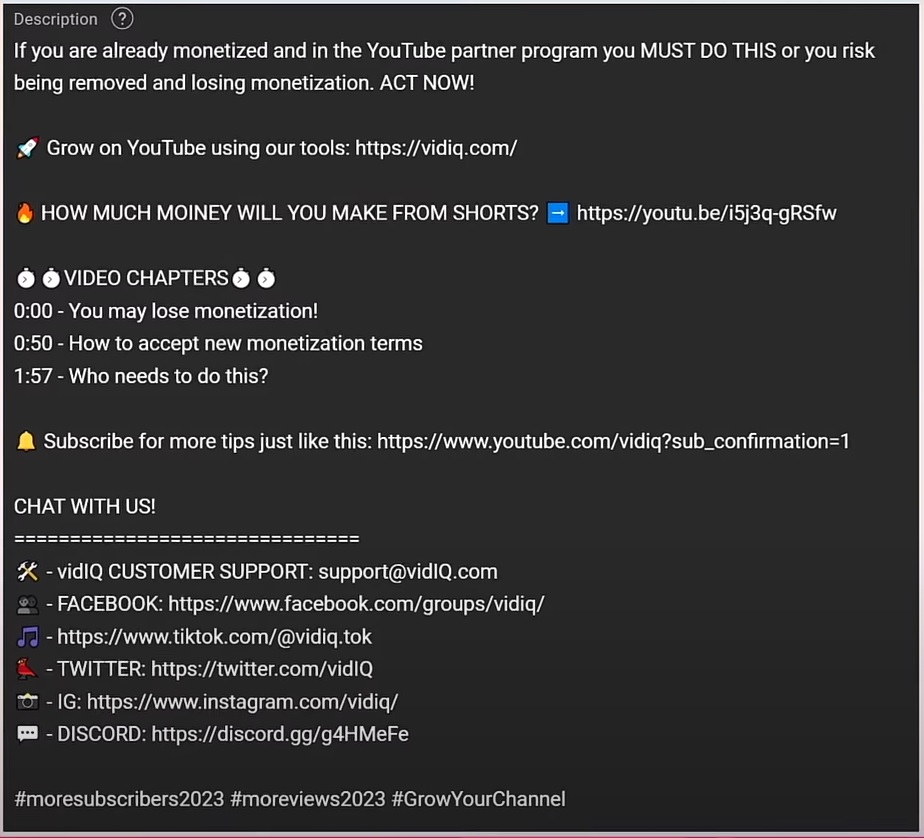 Description ?
If you are already monetized and in the YouTube partner program you MUST DO THIS or you risk
being removed and losing monetization. ACT NOW!
🚀 Grow on YouTube using our tools: https://vidiq.com/
🔥 HOW MUCH MOINEY WILL YOU MAKE FROM SHORTS? ➡️ https://youtu.be/i5j3q-gRSfw
⏱️⏱️VIDEO CHAPTERS⏱️⏱️
0:00 - You may lose monetization!
0:50 - How to accept new monetization terms
1:57 - Who needs to do this?
🔔 Subscribe for more tips just like this: https://www.youtube.com/vidiq?sub_confirmation=1
CHAT WITH US!
===============================
🛠️ - vidIQ CUSTOMER SUPPORT: support@vidIQ.com
👥 - FACEBOOK: https://www.facebook.com/groups/vidiq/
🎵 - https://www.tiktok.com/@vidiq.tok
🐦 - TWITTER: https://twitter.com/vidIQ
📷 - IG: https://www.instagram.com/vidiq/
💬 - DISCORD: https://discord.gg/g4HMeFe
#moresubscribers2023 #moreviews2023 #GrowYourChannel